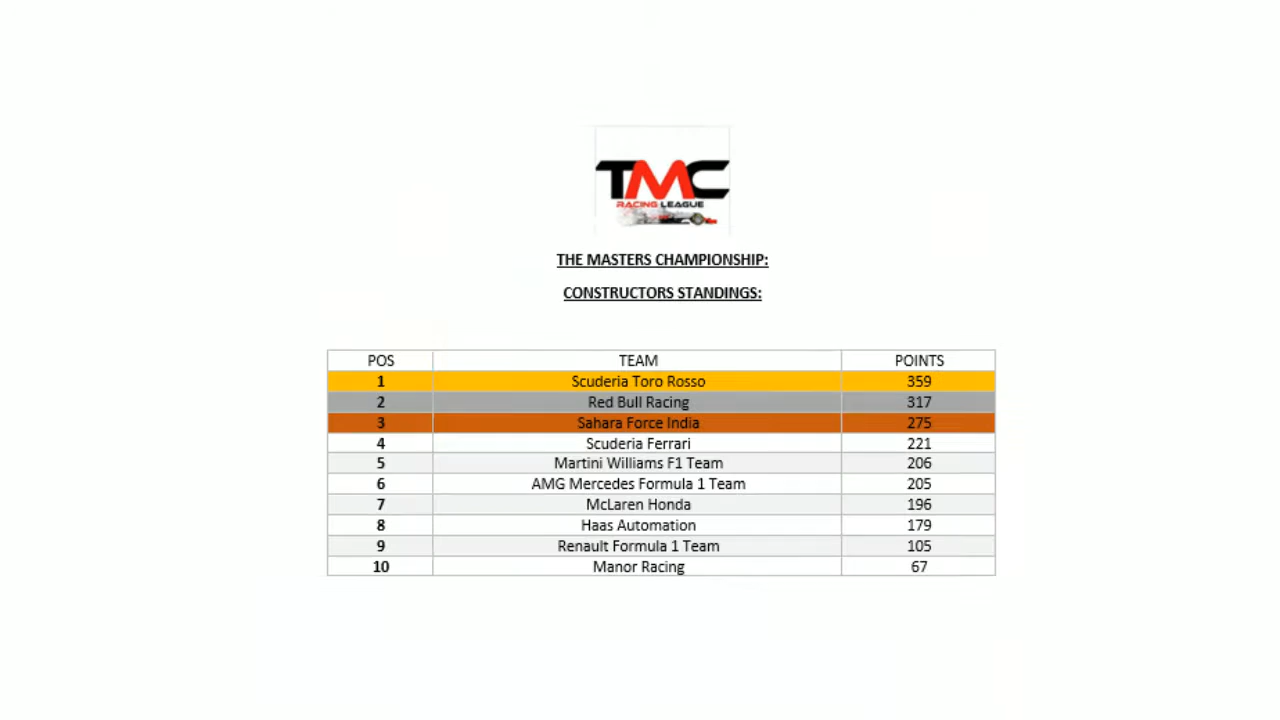 TMC
RACING LEAGUE
THE MASTERS CHAMPIONSHIP:
CONSTRUCTORS STANDINGS:
POS TEAM POINTS
1 Scuderia Toro Rosso 359
2 Red Bull Racing 317
3 Sahara Force India 275
4 Scuderia Ferrari 221
5 Martini Williams F1 Team 206
6 AMG Mercedes Formula 1 Team 205
7 McLaren Honda 196
8 Haas Automation 179
9 Renault Formula 1 Team 105
10 Manor Racing 67